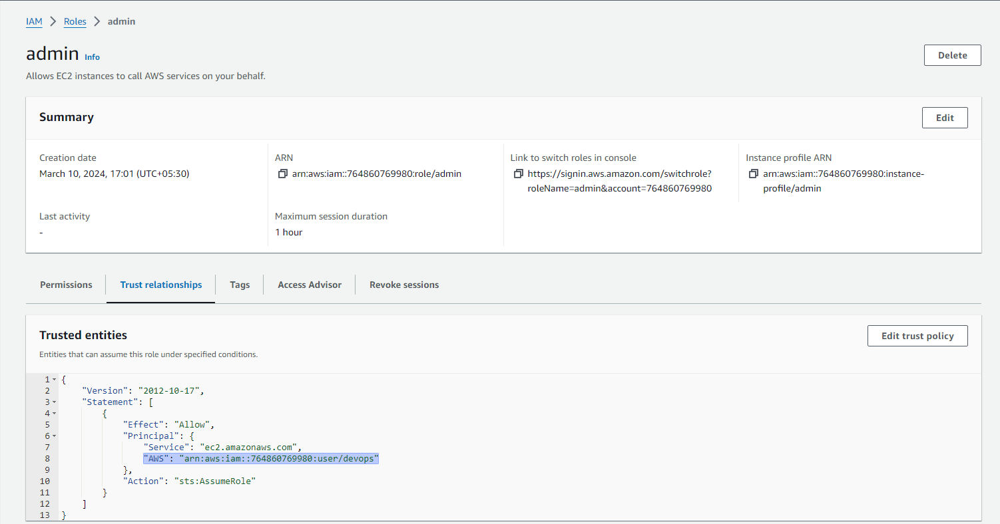 IAM > Roles > admin
admin Info
Delete
Allows EC2 instances to call AWS services on your behalf.
Summary
Edit
Creation date
March 10, 2024, 17:01 (UTC+05:30)
ARN
arn:aws:iam::764860769980:role/admin
Link to switch roles in console
https://signin.aws.amazon.com/switchrole?
roleName=admin&account=764860769980
Instance profile ARN
arn:aws:iam::764860769980:instance-
profile/admin
Last activity
-
Maximum session duration
1 hour
Permissions
Trust relationships
Tags
Access Advisor
Revoke sessions
Trusted entities
Edit trust policy
Entities that can assume this role under specified conditions.
1 {
2 "Version": "2012-10-17",
3 "Statement": [
4 {
5 "Effect": "Allow",
6 "Principal": {
7 "Service": "ec2.amazonaws.com",
8 "AWS": "arn:aws:iam::764860769980:user/devops"
9 },
10 "Action": "sts:AssumeRole"
11 }
12 ]
13 }